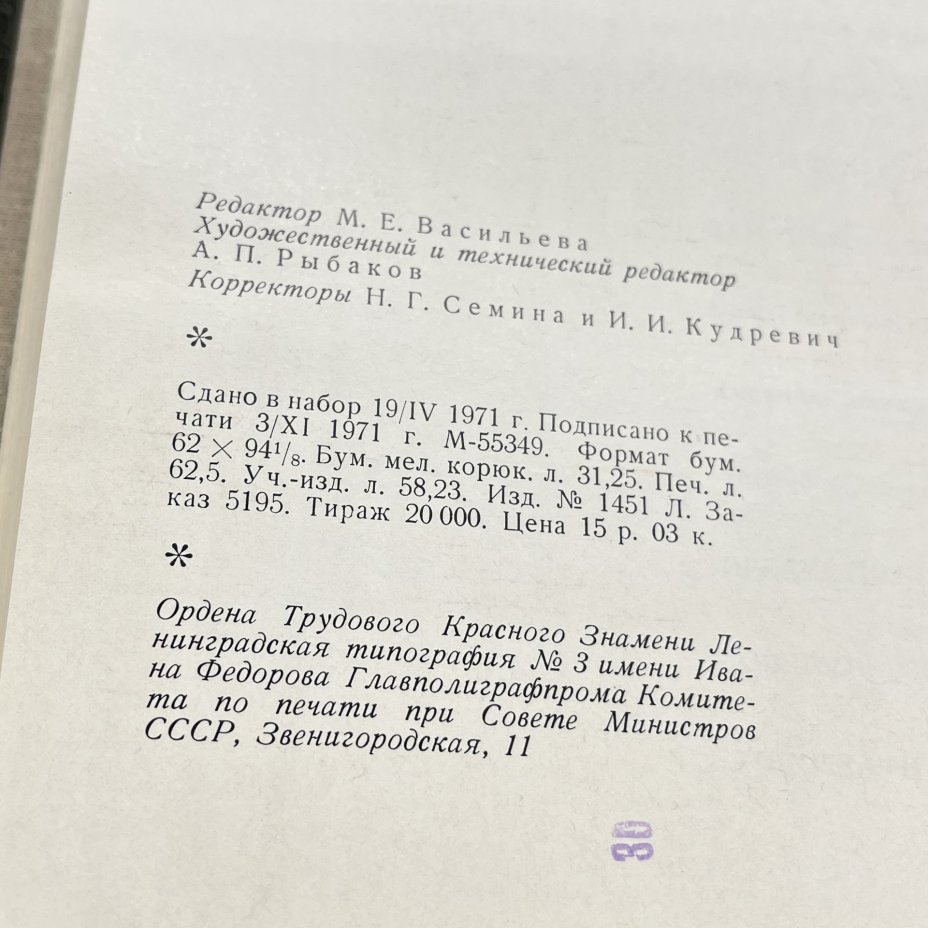 Редактор М. Е. Васильева
Художественный и технический редактор
А. П. Рыбаков
Корректоры Н. Г. Семина и И. И. Кудревич
*
Сдано в набор 19/IV 1971 г. Подписано к пе-
чати 3/XI 1971 г. М-55349. Формат бум.
62 × 94¹/₈. Бум. мел. корюк. л. 31,25. Печ. л.
62,5. Уч.-изд. л. 58,23. Изд. № 1451 Л. За-
каз 5195. Тираж 20 000. Цена 15 р. 03 к.
*
Ордена Трудового Красного Знамени Ле-
нинградская типография № 3 имени Ива-
на Федорова Главполиграфпрома Комите-
та по печати при Совете Министров
СССР, Звенигородская, 11
30